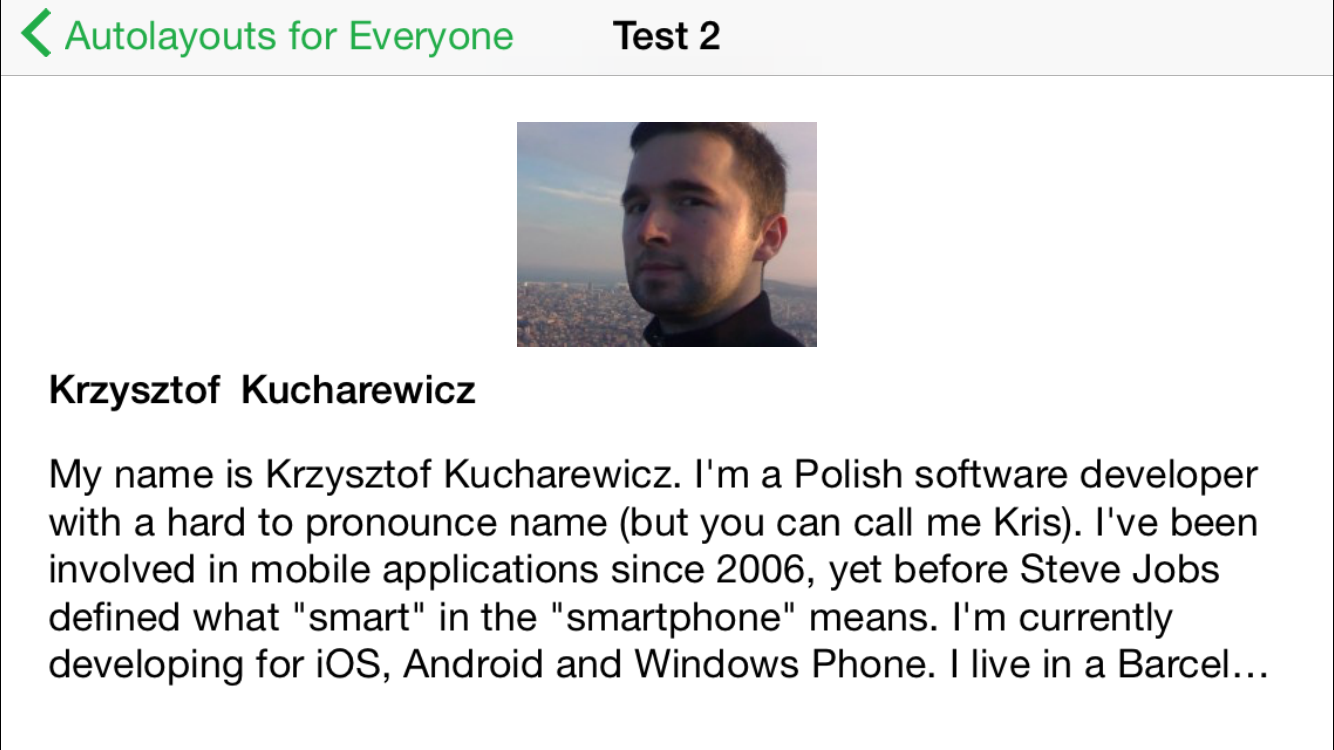 Autolayouts for Everyone Test 2
Krzysztof  Kucharewicz
My name is Krzysztof Kucharewicz. I'm a Polish software developer
with a hard to pronounce name (but you can call me Kris). I've been
involved in mobile applications since 2006, yet before Steve Jobs
defined what "smart" in the "smartphone" means. I'm currently
developing for iOS, Android and Windows Phone. I live in a Barcel…